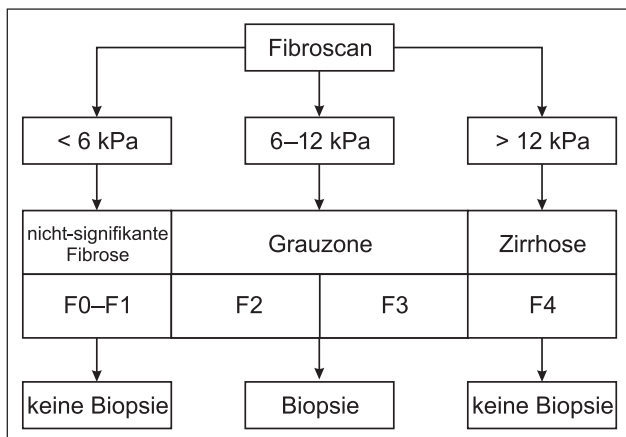 Fibroscan
< 6 kPa
6–12 kPa
> 12 kPa
nicht-signifikante
Fibrose
Grauzone
Zirrhose
F0–F1
F2
F3
F4
keine Biopsie
Biopsie
keine Biopsie